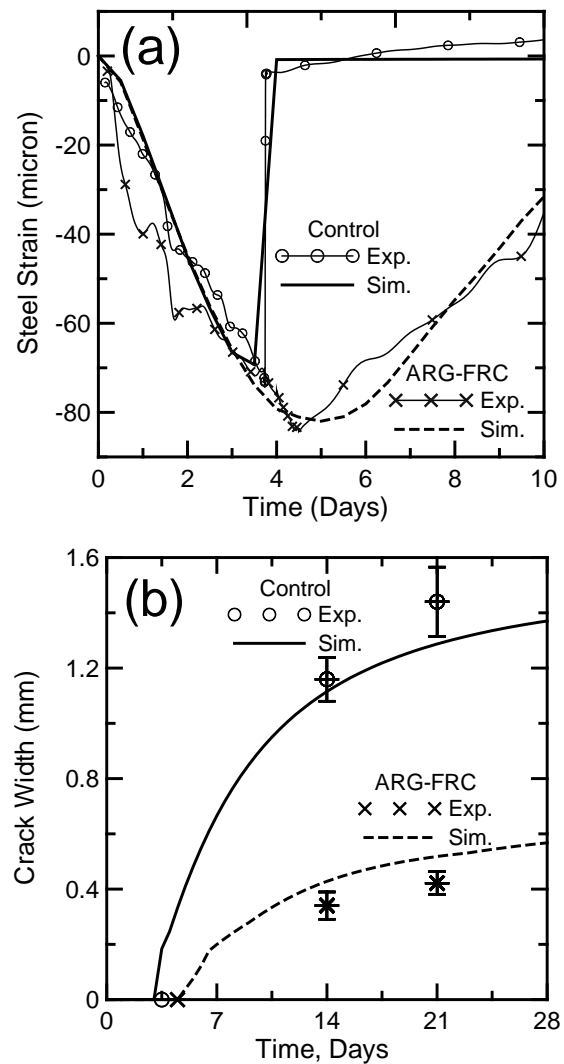 (a)
0
-20
-40
-60
-80
Steel Strain (micron)
Control
Exp.
Sim.
ARG-FRC
Exp.
Sim.
0 2 4 6 8 10
Time (Days)
(b)
1.6
1.2
0.8
0.4
0
Crack Width (mm)
Control
Exp.
Sim.
ARG-FRC
Exp.
Sim.
0 7 14 21 28
Time, Days